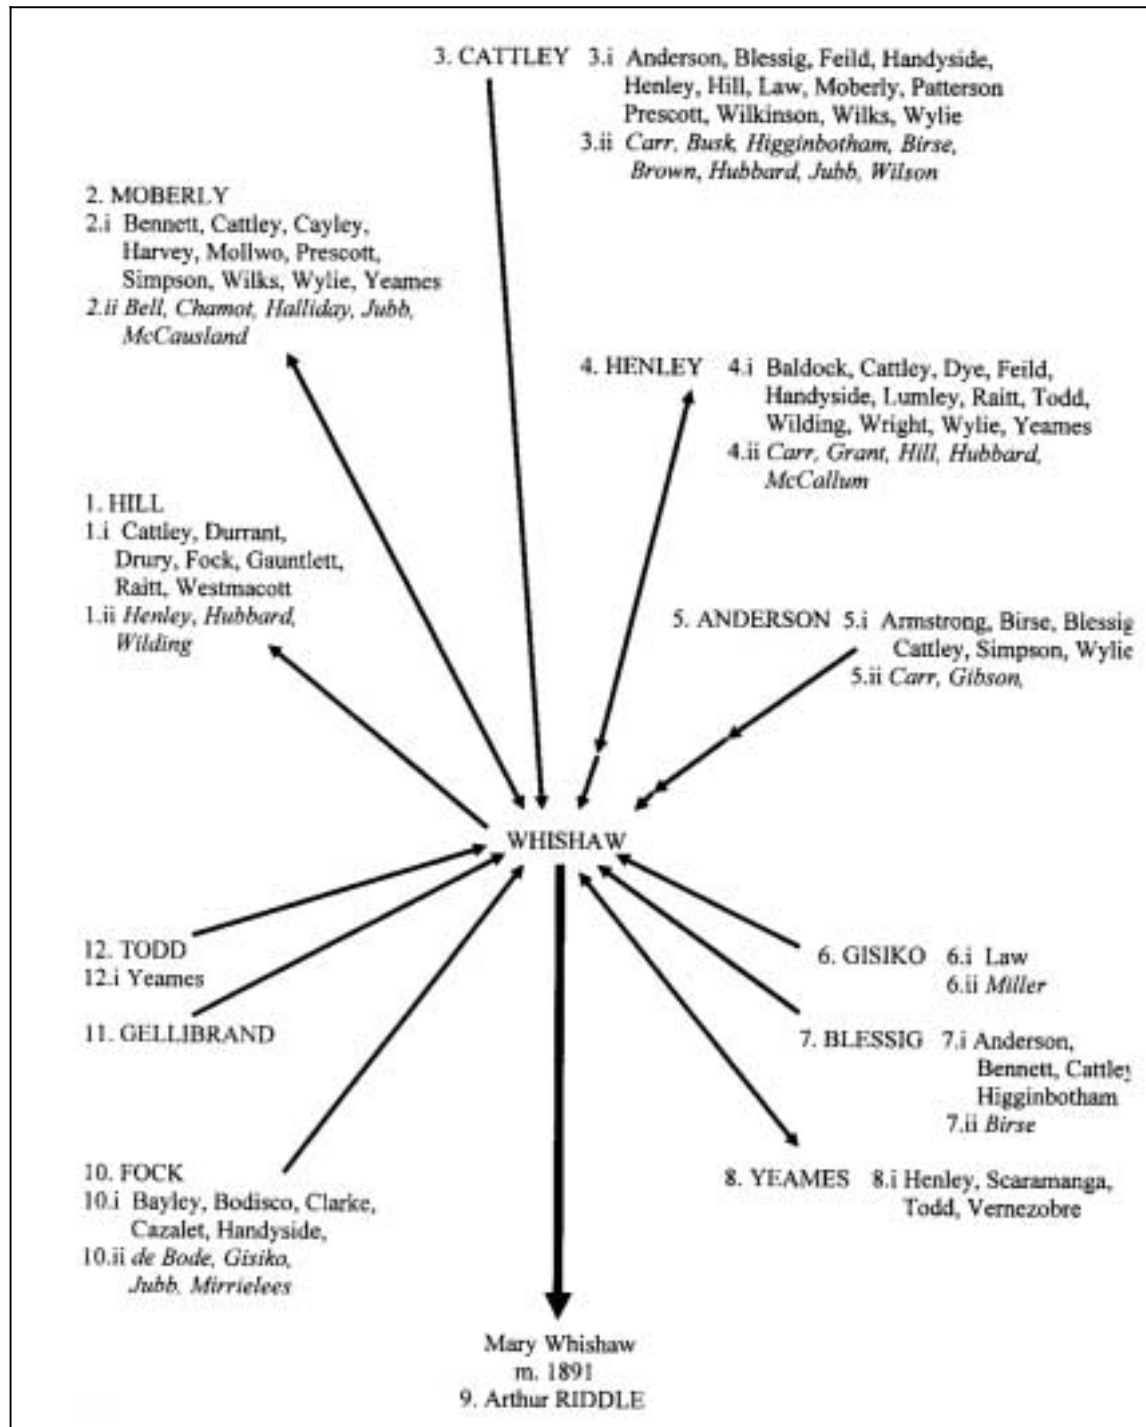 3. CATTLEY 3.i Anderson, Blessig, Feild, Handyside,
Henley, Hill, Law, Moberly, Patterson
Prescott, Wilkinson, Wilks, Wylie
3.ii Carr, Busk, Higginbotham, Birse,
Brown, Hubbard, Jubb, Wilson
2. MOBERLY
2.i Bennett, Cattley, Cayley,
Harvey, Mollwo, Prescott,
Simpson, Wilks, Wylie, Yeames
2.ii Bell, Chamot, Halliday, Jubb,
McCausland
4. HENLEY 4.i Baldock, Cattley, Dye, Feild,
Handyside, Lumley, Raitt, Todd,
Wilding, Wright, Wylie, Yeames
4.ii Carr, Grant, Hill, Hubbard,
McCallum
1. HILL
1.i Cattley, Durrant,
Drury, Fock, Gauntlett,
Raitt, Westmacott
1.ii Henley, Hubbard,
Wilding
5. ANDERSON 5.i Armstrong, Birse, Blessig
Cattley, Simpson, Wylie
5.ii Carr, Gibson,
WHISHAW
12. TODD
12.i Yeames
11. GELLIBRAND
6. GISIKO 6.i Law
6.ii Miller
7. BLESSIG 7.i Anderson,
Bennett, Cattley
Higginbotham
7.ii Birse
10. FOCK
10.i Bayley, Bodisco, Clarke,
Cazalet, Handyside,
10.ii de Bode, Gisiko,
Jubb, Mirrielees
8. YEAMES 8.i Henley, Scaramanga,
Todd, Vernezobre
Mary Whishaw
m. 1891
9. Arthur RIDDLE